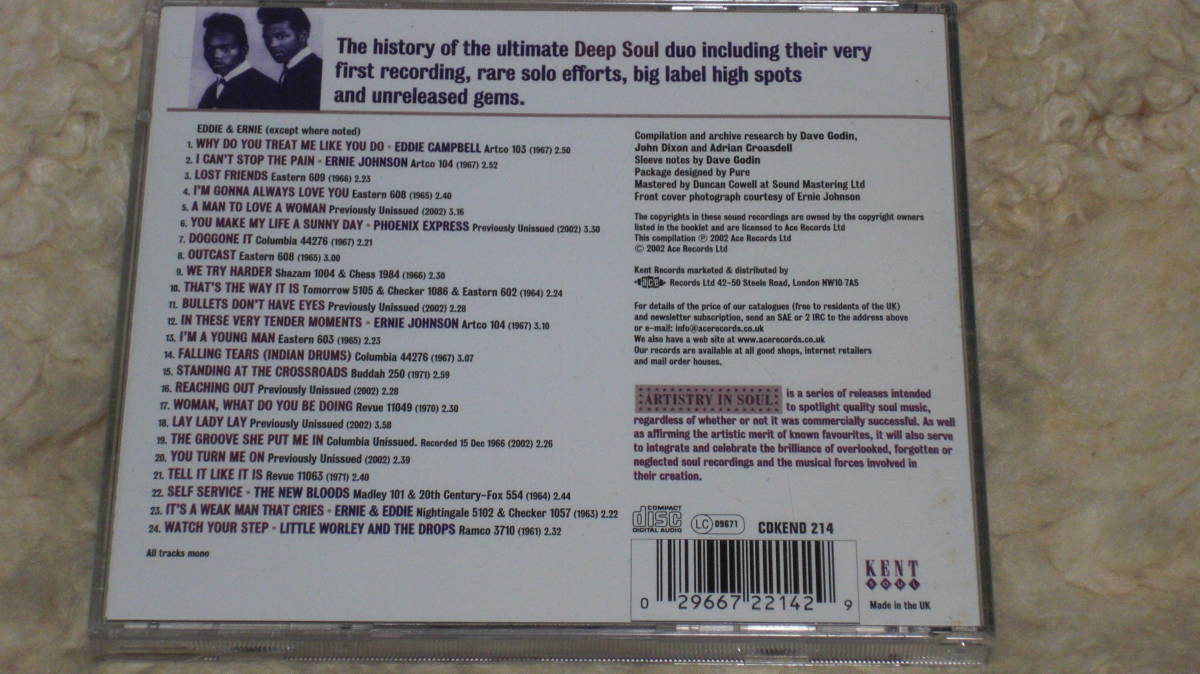 The history of the ultimate Deep Soul duo including their very
first recording, rare solo efforts, big label high spots
and unreleased gems.
EDDIE & ERNIE (except where noted)
1. WHY DO YOU TREAT ME LIKE YOU DO • EDDIE CAMPBELL Artco 103 (1967) 2.50
2. I CAN'T STOP THE PAIN • ERNIE JOHNSON Artco 104 (1967) 2.52
3. LOST FRIENDS Eastern 609 (1966) 2.23
4. I'M GONNA ALWAYS LOVE YOU Eastern 608 (1965) 2.40
5. A MAN TO LOVE A WOMAN Previously Unissued (2002) 3.16
6. YOU MAKE MY LIFE A SUNNY DAY • PHOENIX EXPRESS Previously Unissued (2002) 3.30
7. DOGGONE IT Columbia 44276 (1967) 2.21
8. OUTCAST Eastern 608 (1965) 3.00
9. WE TRY HARDER Shazam 1004 & Chess 1984 (1966) 2.30
10. THAT'S THE WAY IT IS Tomorrow 5105 & Checker 1086 & Eastern 602 (1964) 2.24
11. BULLETS DON'T HAVE EYES Previously Unissued (2002) 2.28
12. IN THESE VERY TENDER MOMENTS • ERNIE JOHNSON Artco 104 (1967) 3.10
13. I'M A YOUNG MAN Eastern 603 (1965) 2.23
14. FALLING TEARS (INDIAN DRUMS) Columbia 44276 (1967) 3.07
15. STANDING AT THE CROSSROADS Buddah 250 (1971) 2.59
16. REACHING OUT Previously Unissued (2002) 2.28
17. WOMAN, WHAT DO YOU BE DOING Revue 11049 (1970) 2.30
18. LAY LADY LAY Previously Unissued (2002) 3.58
19. THE GROOVE SHE PUT ME IN Columbia Unissued. Recorded 15 Dec 1966 (2002) 2.26
20. YOU TURN ME ON Previously Unissued (2002) 2.39
21. TELL IT LIKE IT IS Revue 11063 (1971) 2.40
22. SELF SERVICE • THE NEW BLOODS Madley 101 & 20th Century-Fox 554 (1964) 2.44
23. IT'S A WEAK MAN THAT CRIES • ERNIE & EDDIE Nightingale 5102 & Checker 1057 (1963) 2.22
24. WATCH YOUR STEP • LITTLE WORLEY AND THE DROPS Ramco 3710 (1961) 2.32
All tracks mono
Compilation and archive research by Dave Godin,
John Dixon and Adrian Croasdell
Sleeve notes by Dave Godin
Package designed by Pure
Mastered by Duncan Cowell at Sound Mastering Ltd
Front cover photograph courtesy of Ernie Johnson
The copyrights in these sound recordings are owned by the copyright owners
listed in the booklet and are licensed to Ace Records Ltd
This compilation ℗ 2002 Ace Records Ltd
© 2002 Ace Records Ltd
Kent Records marketed & distributed by
ace Records Ltd 42-50 Steele Road, London NW10 7AS
For details of the price of our catalogues (free to residents of the UK)
and newsletter subscription, send an SAE or 2 IRC to the address above
or e-mail: info@acerecords.co.uk
We also have a web site at www.acerecords.co.uk
Our records are available at all good shops, internet retailers
and mail order houses.
ARTISTRY IN SOUL is a series of releases intended
to spotlight quality soul music,
regardless of whether or not it was commercially successful. As well
as affirming the artistic merit of known favourites, it will also serve
to integrate and celebrate the brilliance of overlooked, forgotten or
neglected soul recordings and the musical forces involved in
their creation.
COMPACT disc DIGITAL AUDIO
LC 09671
CDKEND 214
0 29667 22142 9
KENT
SOUL
Made in the UK